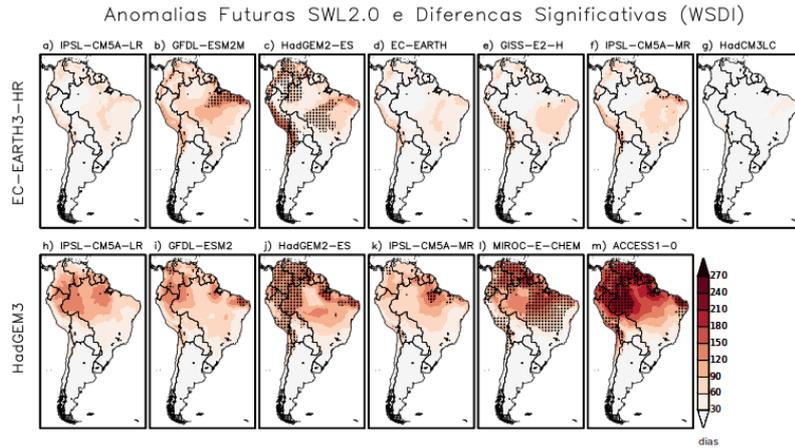 Anomalias Futuras SWL2.0 e Diferencas Significativas (WSDI)
a) IPSL-CM5A-LR b) GFDL-ESM2M c) HadGEM2-ES d) EC-EARTH e) GISS-E2-H f) IPSL-CM5A-MR g) HadCM3LC
EC-EARTH3-HR
h) IPSL-CM5A-LR i) GFDL-ESM2 j) HadGEM2-ES k) IPSL-CM5A-MR l) MIROC-E-CHEM m) ACCESS1-0
HadGEM3
270
240
210
180
150
120
90
60
30
dias